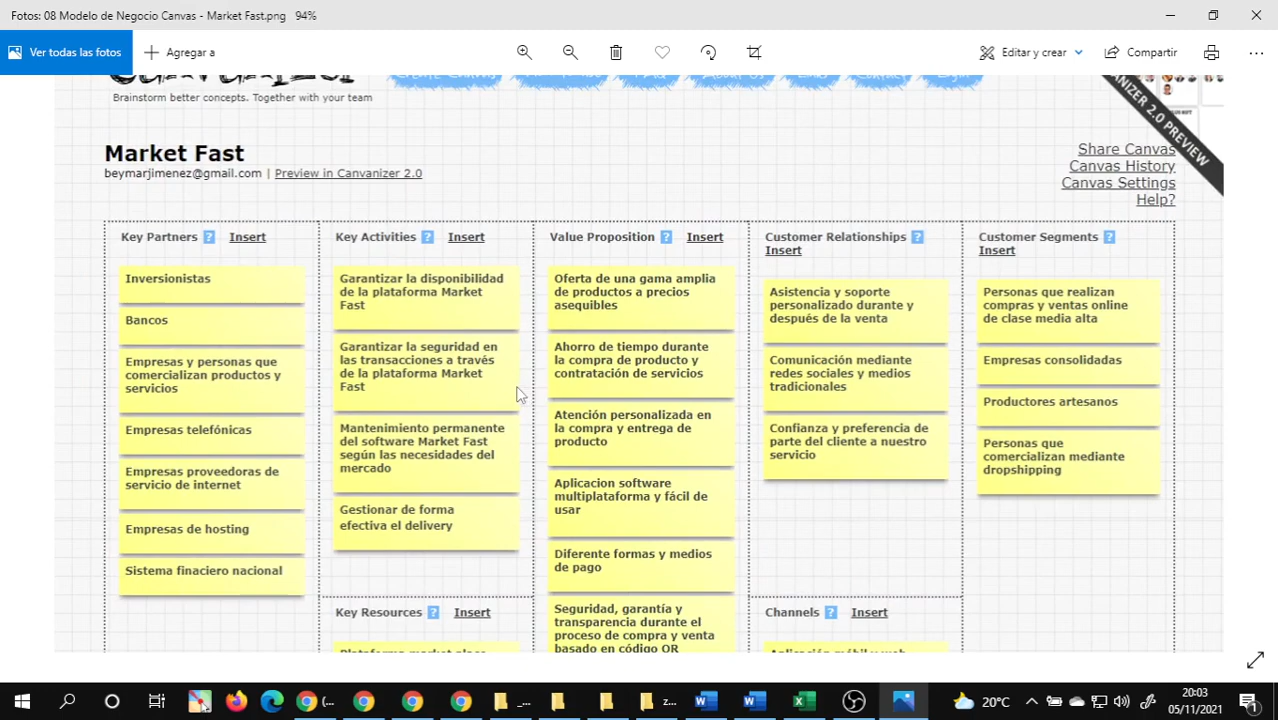 Fotos: 08 Modelo de Negocio Canvas - Market Fast.png 94%
Ver todas las fotos
Agregar a
Editar y crear
Compartir
Brainstorm better concepts. Together with your team
NIZER 2.0 PREVIEW
Market Fast
beymarjimenez@gmail.com | Preview in Canvanizer 2.0
Share Canvas
Canvas History
Canvas Settings
Help?
Key Partners ? Insert
Inversionistas
Bancos
Empresas y personas que
comercializan productos y
servicios
Empresas telefónicas
Empresas proveedoras de
servicio de internet
Empresas de hosting
Sistema finaciero nacional
Key Activities ? Insert
Garantizar la disponibilidad
de la plataforma Market
Fast
Garantizar la seguridad en
las transacciones a través
de la plataforma Market
Fast
Mantenimiento permanente
del software Market Fast
según las necesidades del
mercado
Gestionar de forma
efectiva el delivery
Key Resources ? Insert
Plataforma market place
Value Proposition ? Insert
Oferta de una gama amplia
de productos a precios
asequibles
Ahorro de tiempo durante
la compra de producto y
contratación de servicios
Atención personalizada en
la compra y entrega de
producto
Aplicacion software
multiplataforma y fácil de
usar
Diferente formas y medios
de pago
Seguridad, garantía y
transparencia durante el
proceso de compra y venta
basado en código QR
Customer Relationships ?
Insert
Asistencia y soporte
personalizado durante y
después de la venta
Comunicación mediante
redes sociales y medios
tradicionales
Confianza y preferencia de
parte del cliente a nuestro
servicio
Channels ? Insert
Aplicación móbil y web
Customer Segments ?
Insert
Personas que realizan
compras y ventas online
de clase media alta
Empresas consolidadas
Productores artesanos
Personas que
comercializan mediante
dropshipping
20°C
20:03
05/11/2021
1